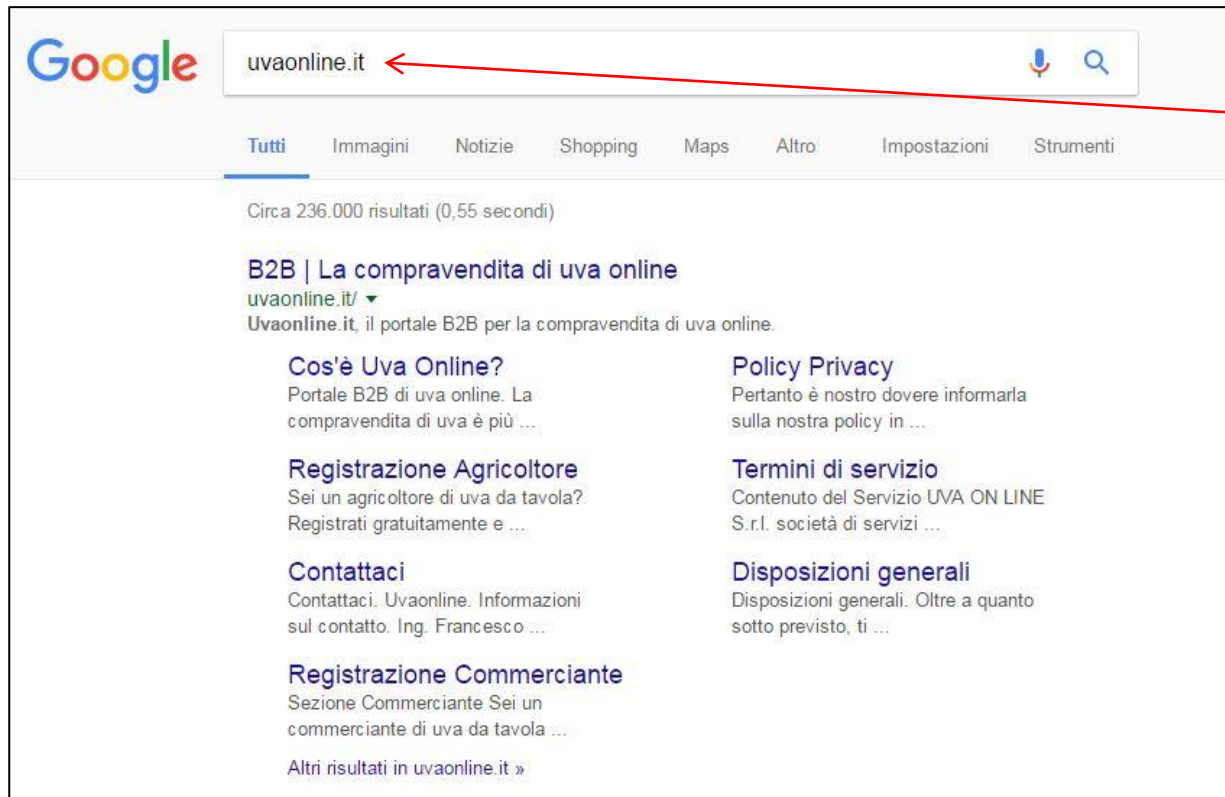 Google
uvaonline.it
Tutti Immagini Notizie Shopping Maps Altro Impostazioni Strumenti
Circa 236.000 risultati (0,55 secondi)
B2B | La compravendita di uva online
uvaonline.it/
Uvaonline.it, il portale B2B per la compravendita di uva online.
Cos'è Uva Online?
Portale B2B di uva online. La
compravendita di uva è più ...
Policy Privacy
Pertanto è nostro dovere informarla
sulla nostra policy in ...
Registrazione Agricoltore
Sei un agricoltore di uva da tavola?
Registrati gratuitamente e ...
Termini di servizio
Contenuto del Servizio UVA ON LINE
S.r.l. società di servizi ...
Contattaci
Contattaci. Uvaonline. Informazioni
sul contatto. Ing. Francesco ...
Disposizioni generali
Disposizioni generali. Oltre a quanto
sotto previsto, ti ...
Registrazione Commerciante
Sezione Commerciante Sei un
commerciante di uva da tavola ...
Altri risultati in uvaonline.it »